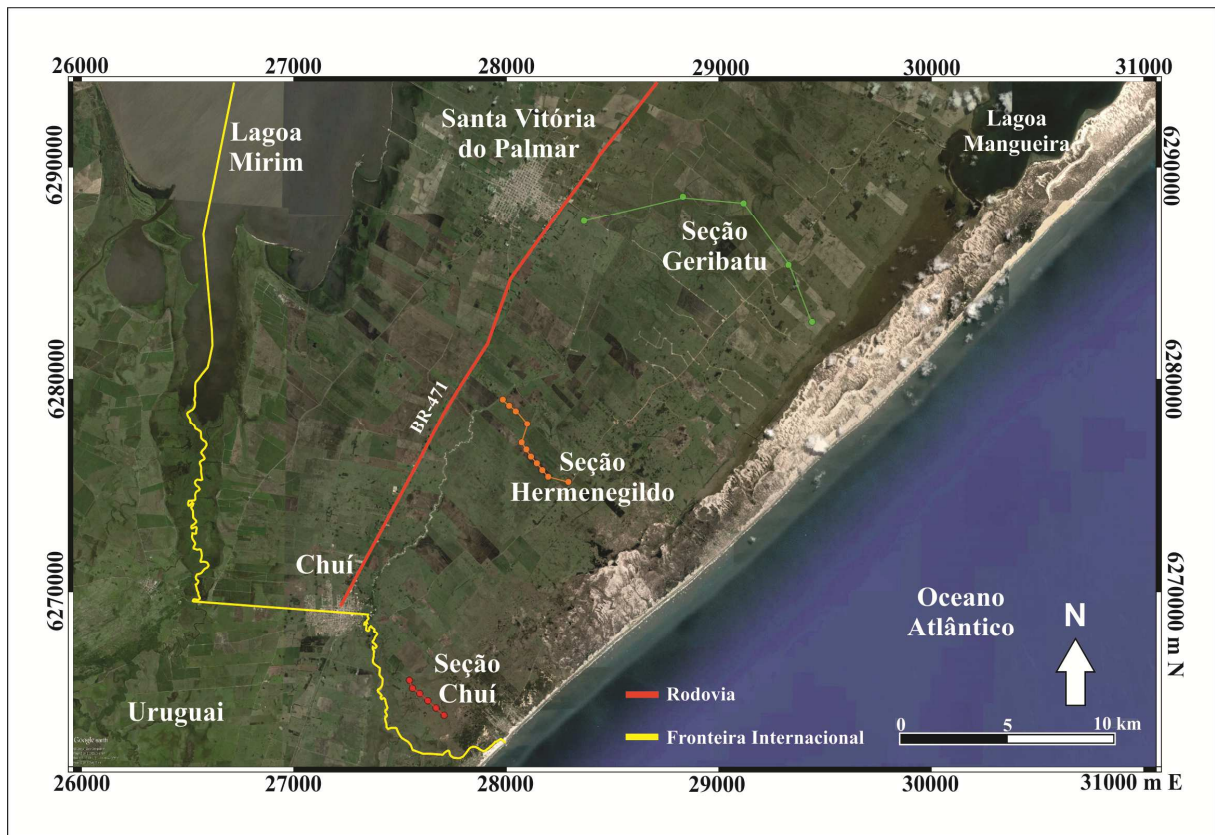 26000 27000 28000 29000 30000 31000
Lagoa
Mirim
Santa Vitória
do Palmar
Lagoa
Mangueira
6290000
6290000
Seção
Geribatu
6280000
6280000
BR-471
Seção
Hermenegildo
Chuí
6270000
6270000 m N
Oceano
Atlântico
N
Seção
Chuí
Uruguai
Rodovia
Fronteira Internacional
0 5 10 km
Google earth
26000 27000 28000 29000 30000 31000 m E